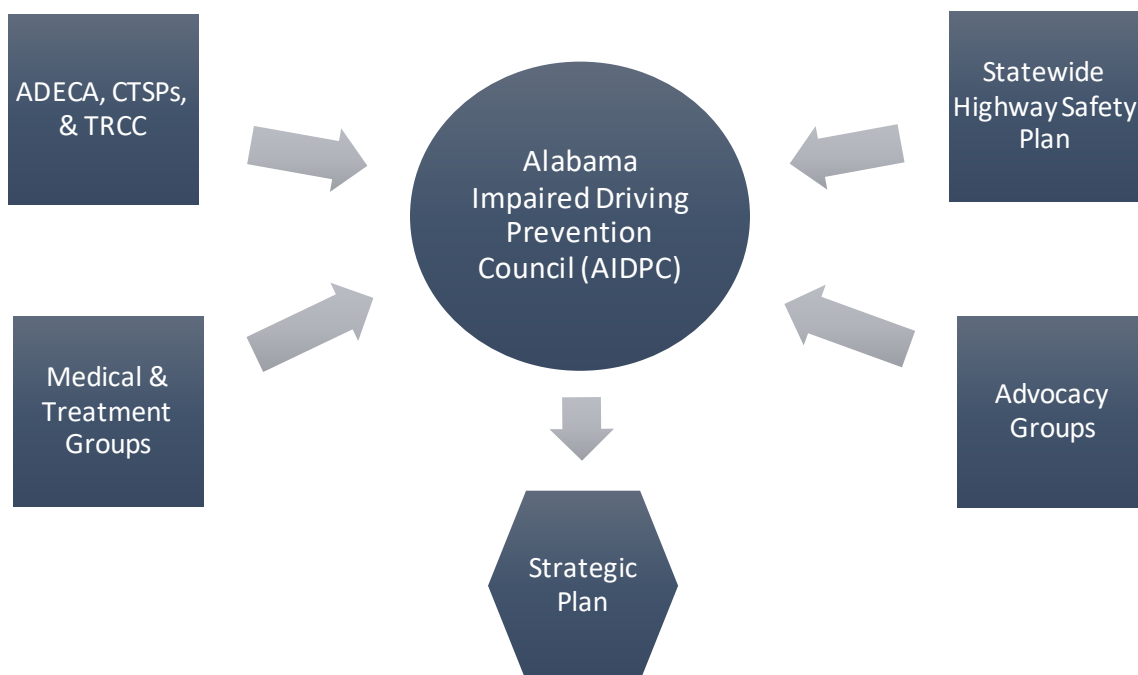 ADECA, CTSPs,
& TRCC
Alabama
Impaired Driving
Prevention
Council (AIDPC)
Statewide
Highway Safety
Plan
Medical &
Treatment
Groups
Advocacy
Groups
Strategic
Plan